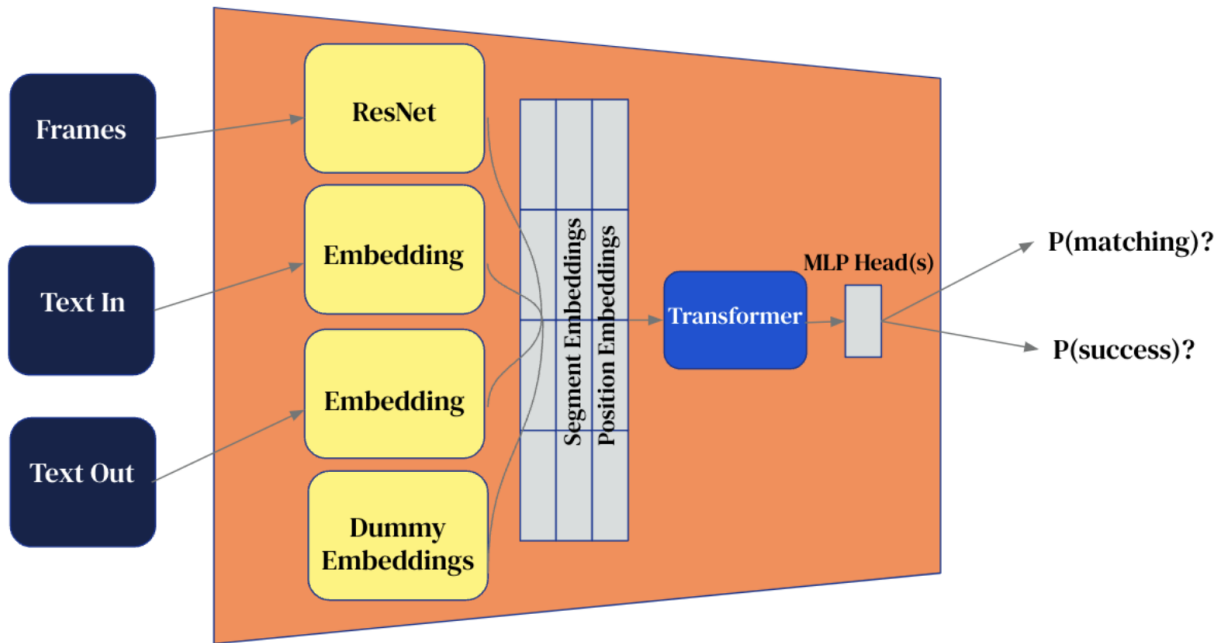 Frames
Text In
Text Out
ResNet
Embedding
Embedding
Dummy
Embeddings
Segment Embeddings
Position Embeddings
Transformer
MLP Head(s)
P(matching)?
P(success)?